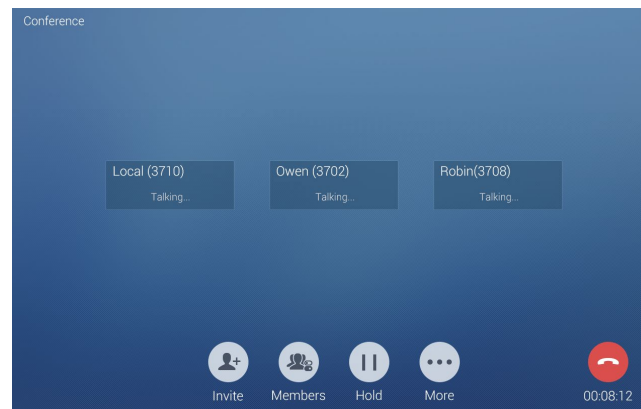 Conference
Local (3710) Owen (3702) Robin(3708)
Talking... Talking... Talking...
Invite Members Hold More 00:08:12